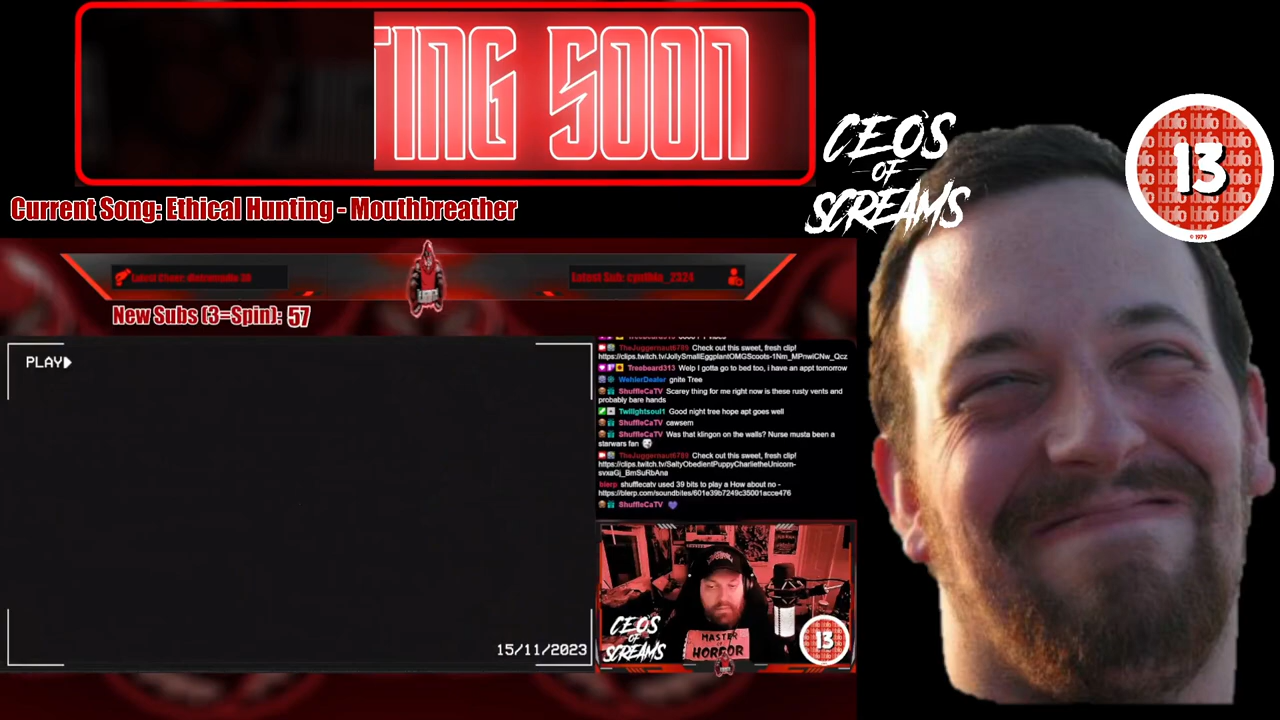 TING SOON
CEO'S
OF
SCREAMS
13
© 1979
Current Song: Ethical Hunting - Mouthbreather
Latest Sub: cynthia_2324
New Subs (3=Spin): 57
PLAY
TheJuggernaut6789 Check out this sweet, fresh clip!
https://clips.twitch.tv/JollySmallEggplantOMGScoots-1Nm_MPnwiCNw_Qcz
Treebeard313 Welp I gotta go to bed too, i have an appt tomorrow
WehlerDealer gnite Tree
ShuffleCaTV Scarey thing for me right now is these rusty vents and
probably bare hands
Twilightsoul1 Good night tree hope apt goes well
ShuffleCaTV cawsem
ShuffleCaTV Was that klingon on the walls? Nurse musta been a
starwars fan
TheJuggernaut6789 Check out this sweet, fresh clip!
https://clips.twitch.tv/SaltyObedientPuppyCharlietheUnicorn-
svxaGj_BmSuRbAna
blerp shufflecatv used 39 bits to play a How about no -
https://blerp.com/soundbites/601e39b7249c35001acce476
ShuffleCaTV
15/11/2023
CEO'S
OF
SCREAMS
MASTER
HORROR
13